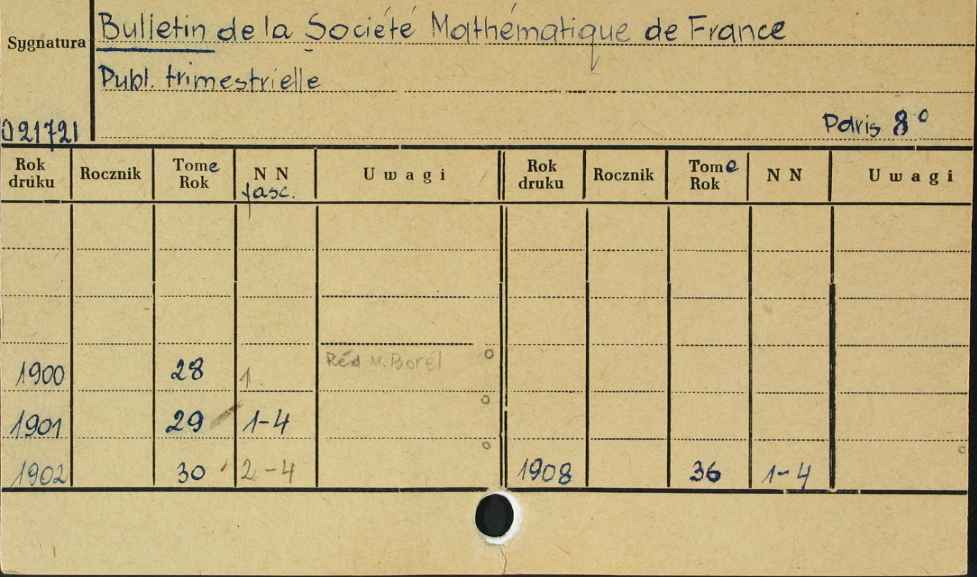 Bulletin de la Société Mathématique de France
Sygnatura
Publ. trimestrielle
021721
Paris 8°
Rok druku Rocznik Tome Rok N N fasc. Uwagi Rok druku Rocznik Tome Rok N N Uwagi
Réd M. Borel
1900 28 1
1901 29 1-4
1902 30 2-4 1908 36 1-4